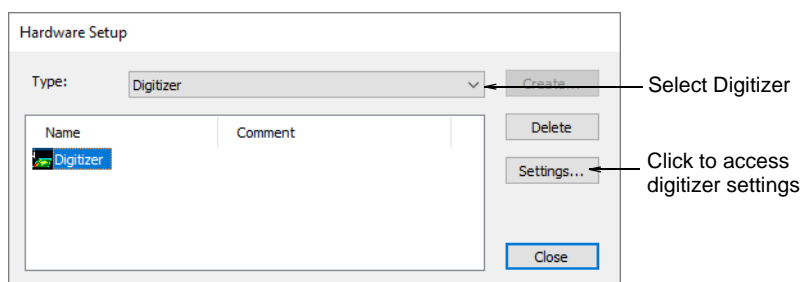 Hardware Setup
Type: Digitizer Create... Select Digitizer
Name Comment Delete
Digitizer
Settings... Click to access
digitizer settings
Close